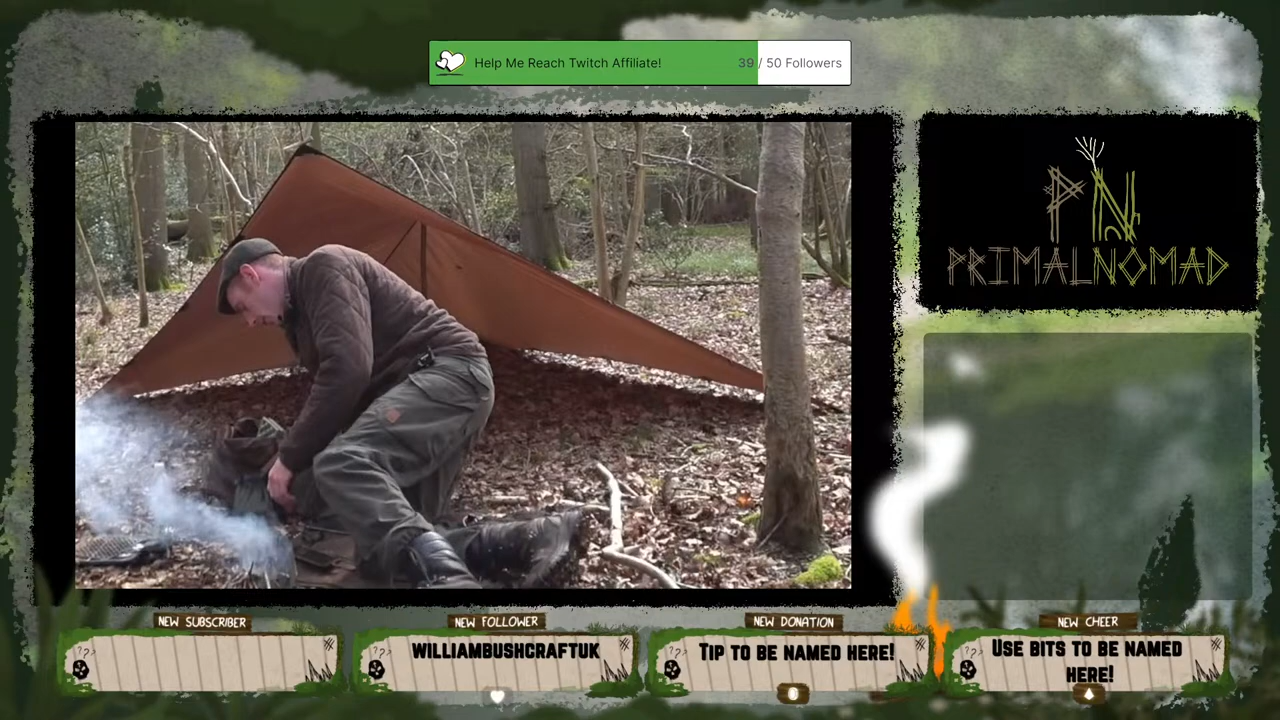 Help Me Reach Twitch Affiliate! 39 / 50 Followers
PN
PRIMALNOMAD
NEW SUBSCRIBER
NEW FOLLOWER
WILLIAMBUSHCRAFTUK
NEW DONATION
TIP TO BE NAMED HERE!
NEW CHEER
USE BITS TO BE NAMED
HERE!